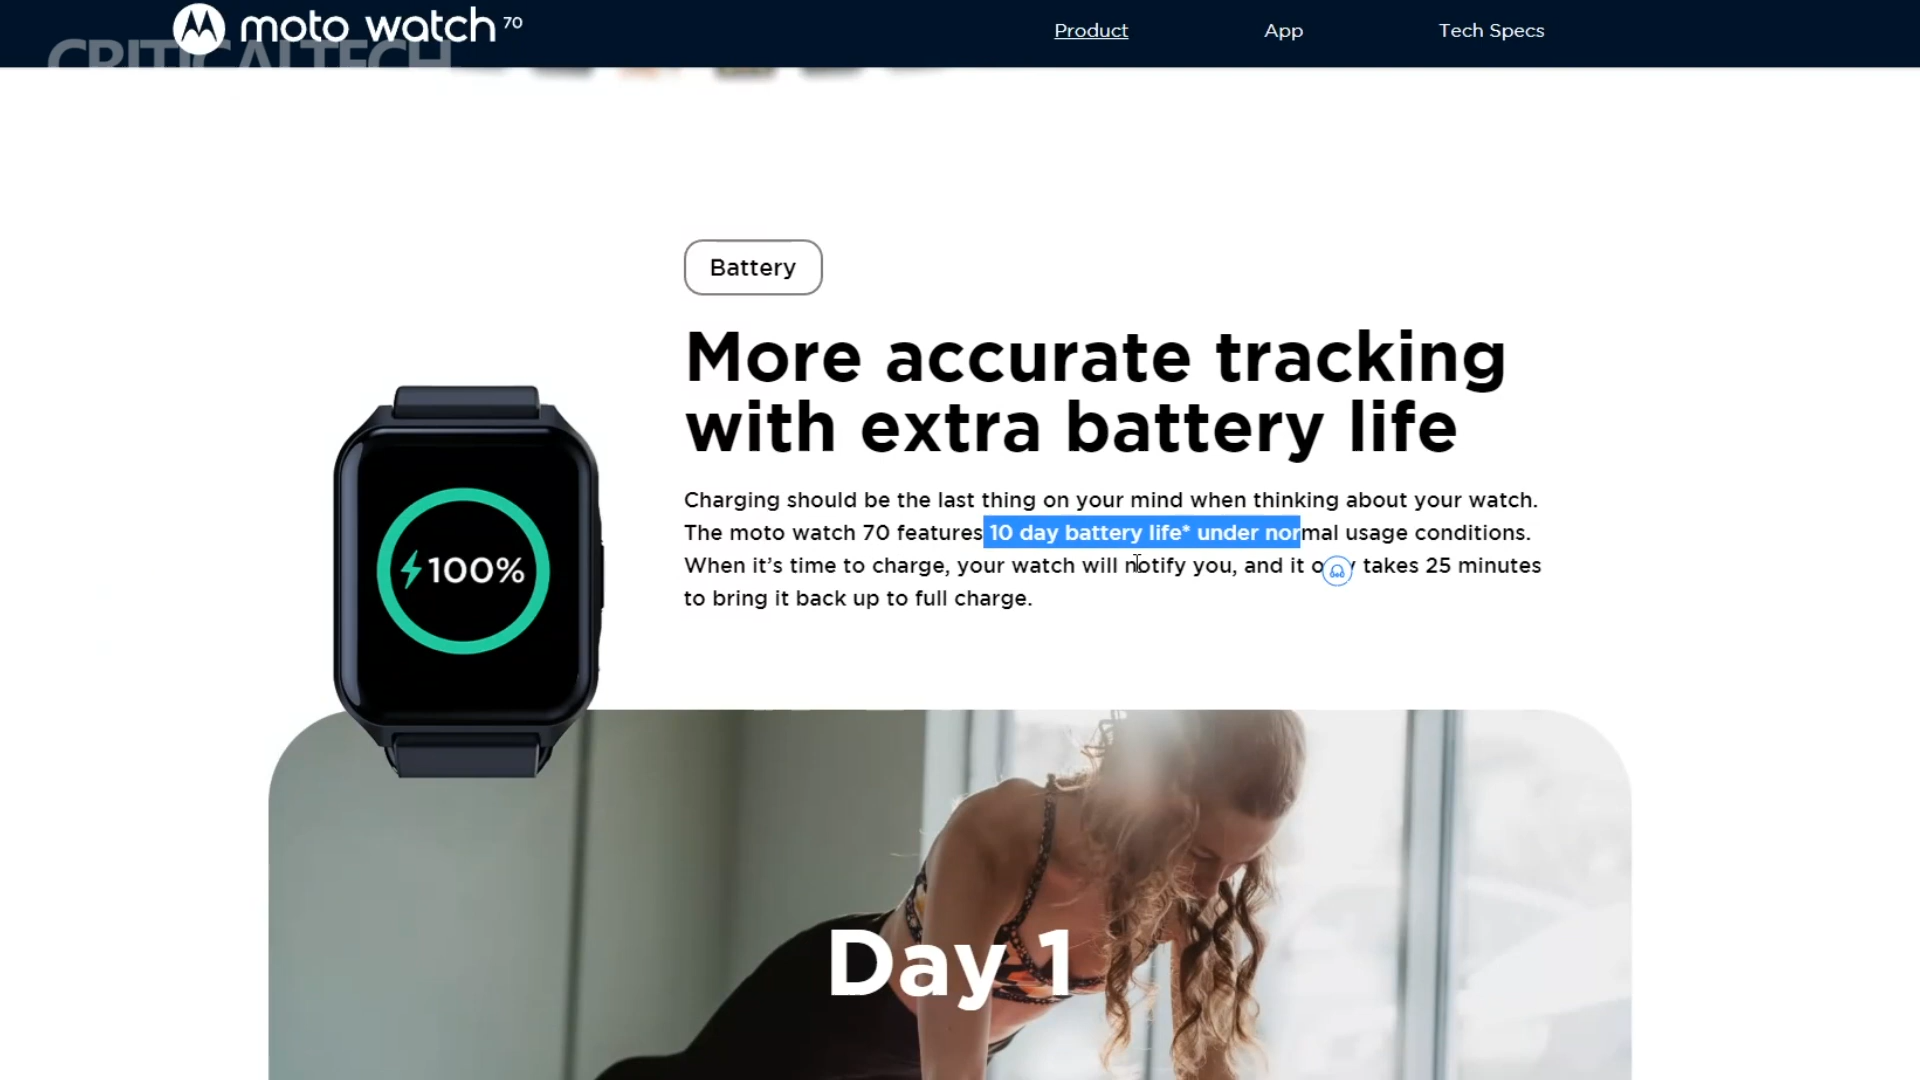 moto watch 70
Product
App
Tech Specs
CRITICALTECH
Battery
More accurate tracking
with extra battery life
Charging should be the last thing on your mind when thinking about your watch.
The moto watch 70 features 10 day battery life* under normal usage conditions.
When it’s time to charge, your watch will notify you, and it only takes 25 minutes
to bring it back up to full charge.
100%
Day 1